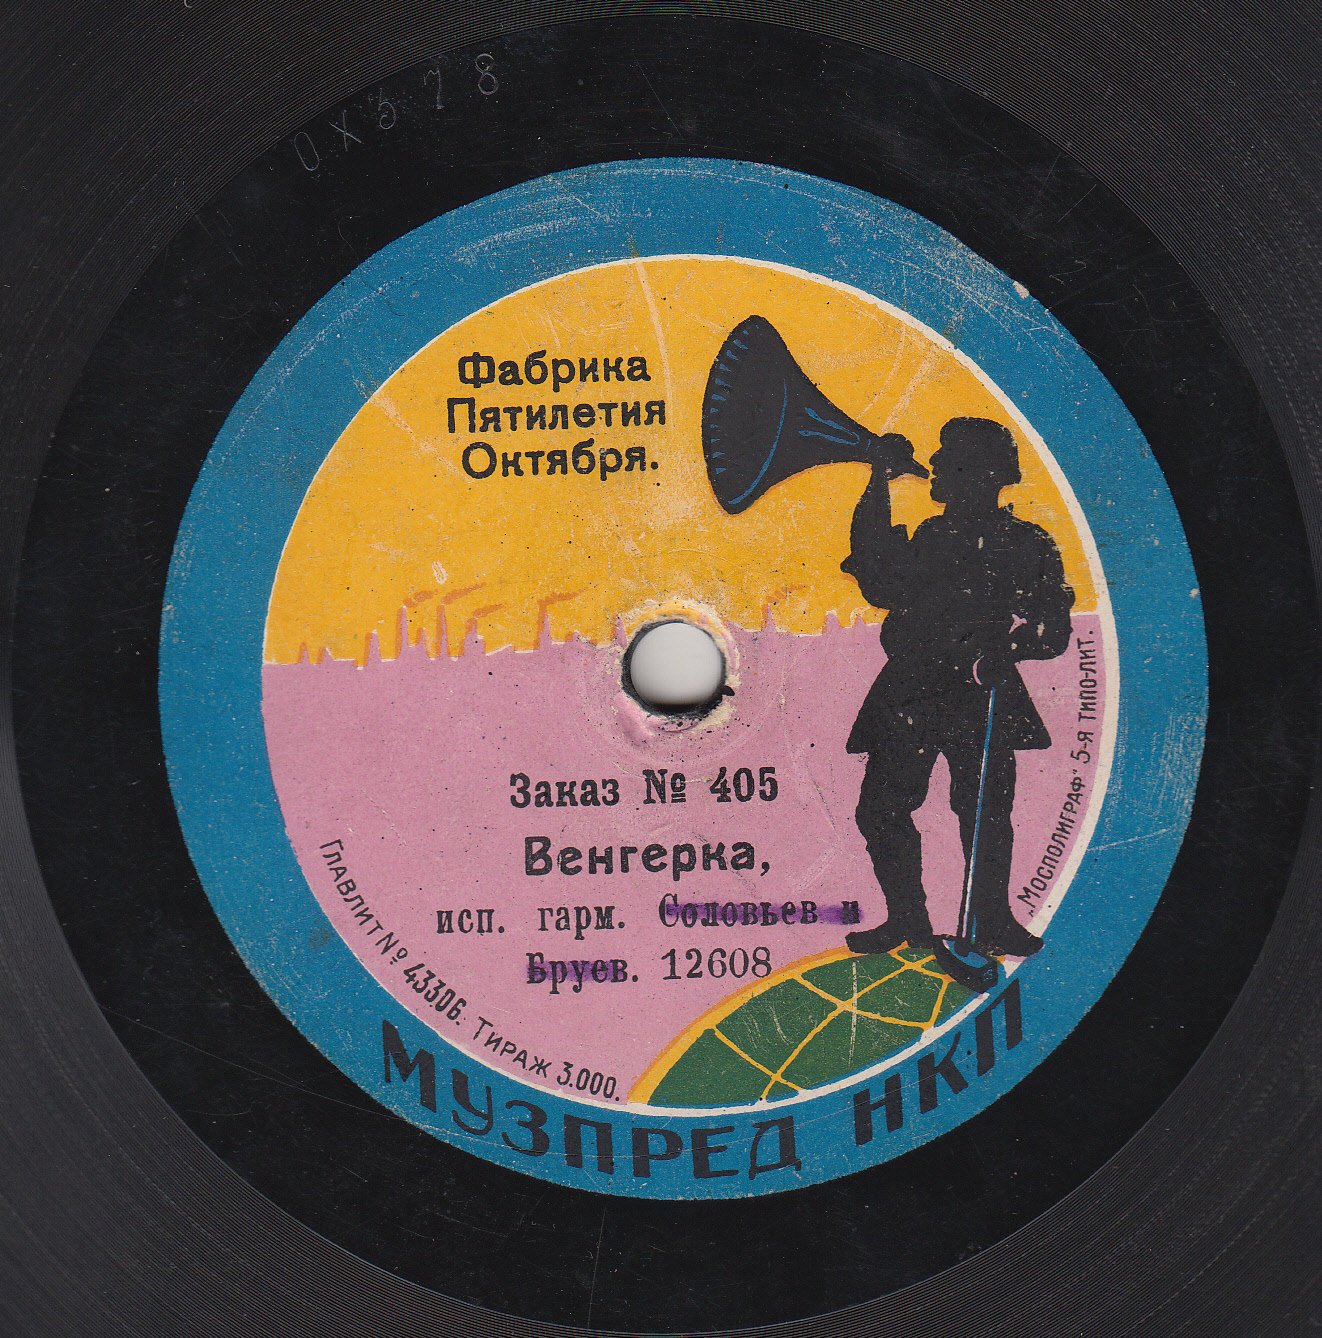 0X378
Фабрика
Пятилетия
Октября.
Заказ № 405
Венгерка,
исп. гарм. Соловьев и
Бруев. 12608
Главлит № 43306. Тираж 3.000.
„Мосполиграф" 5-я типо-лит.
МУЗПРЕД НКП